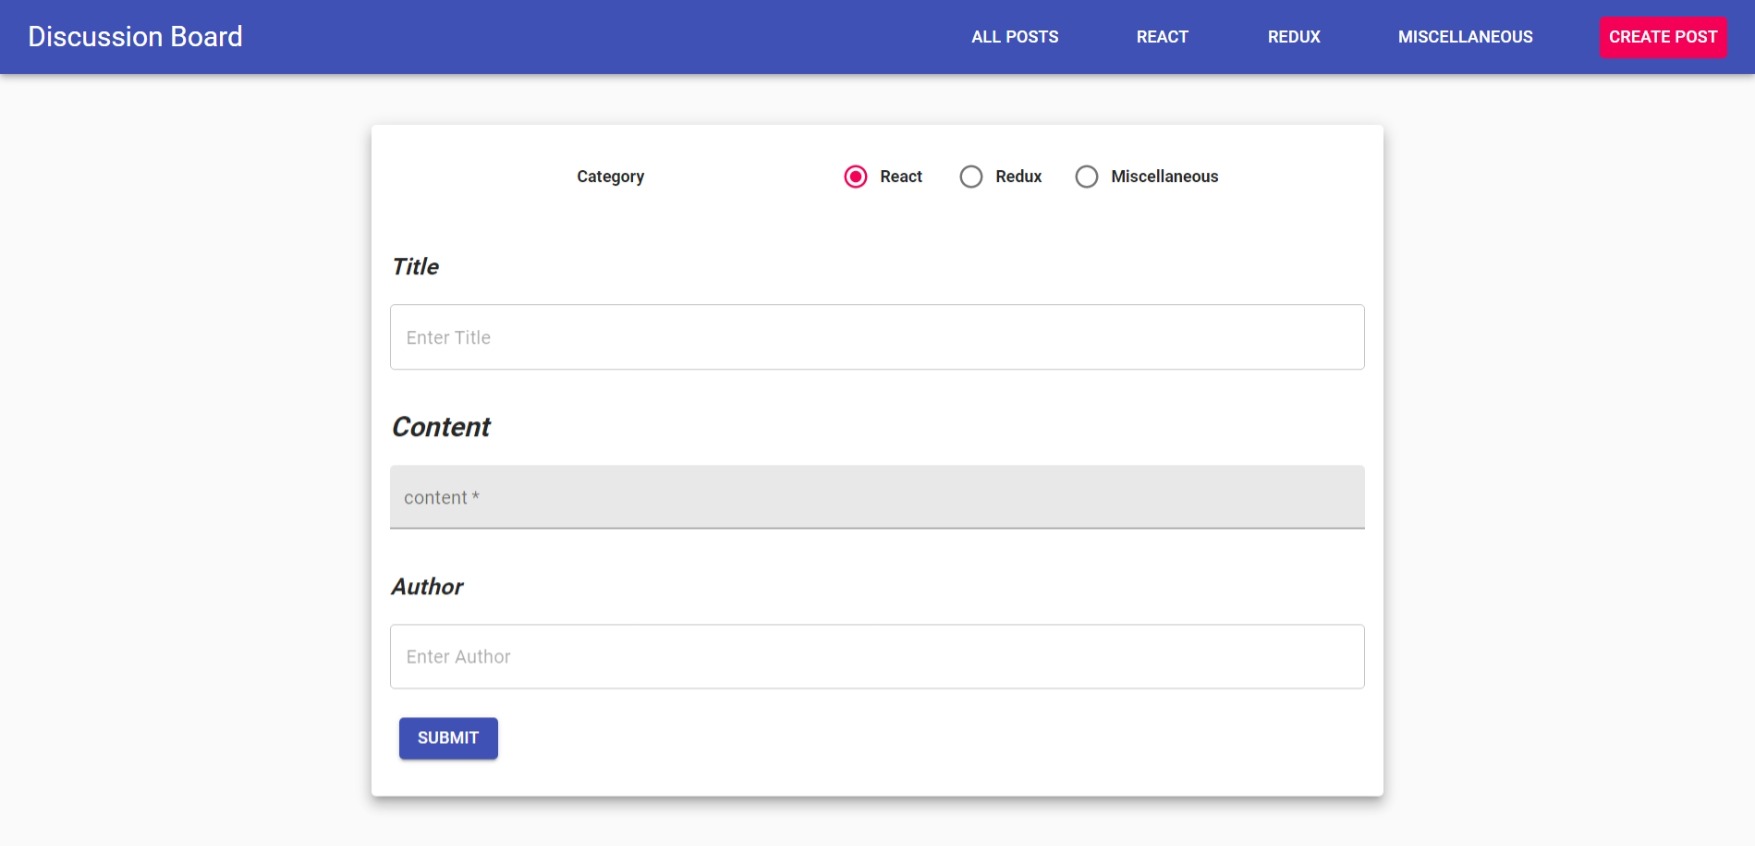 Discussion Board ALL POSTS REACT REDUX MISCELLANEOUS CREATE POST
Category React Redux Miscellaneous
Title
Enter Title
Content
content *
Author
Enter Author
SUBMIT